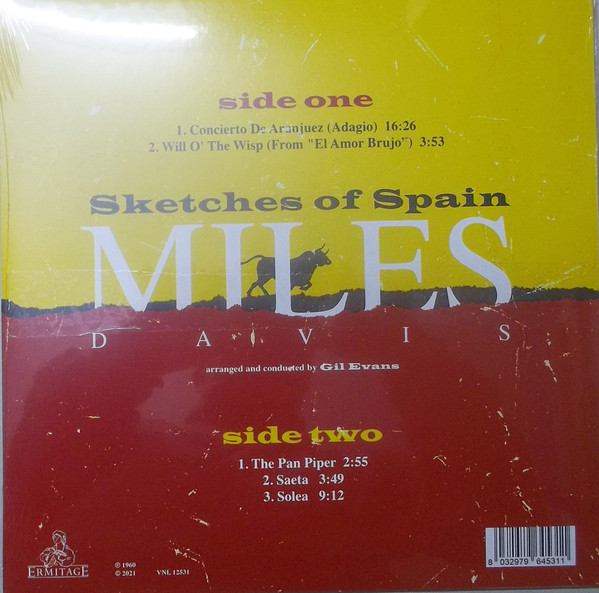 side one
1. Concierto De Aranjuez (Adagio) 16:26
2. Will O' The Wisp (From "El Amor Brujo") 3:53
Sketches of Spain
MILES
DAVIS
arranged and conducted by Gil Evans
side two
1. The Pan Piper 2:55
2. Saeta 3:49
3. Solea 9:12
ERMITAGE
℗ 1960
© 2021
VNL 12531
8 032979 645311